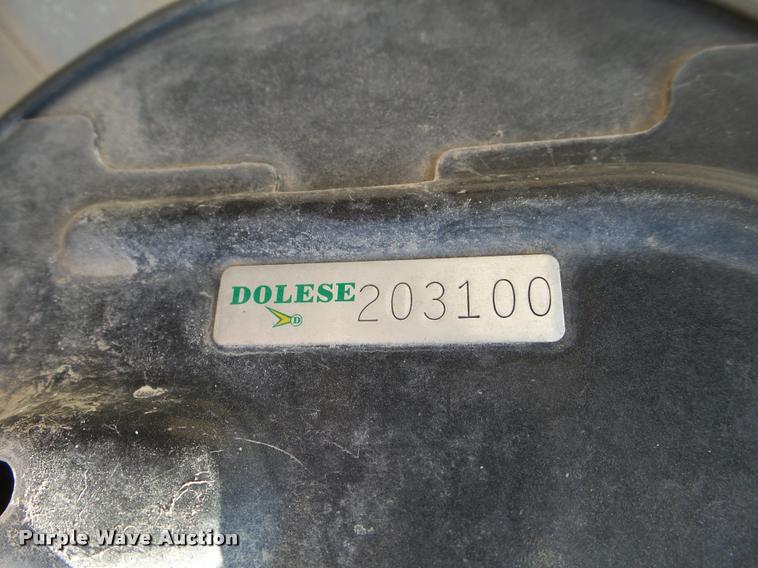 DOLESE 203100
D
Purple Wave Auction